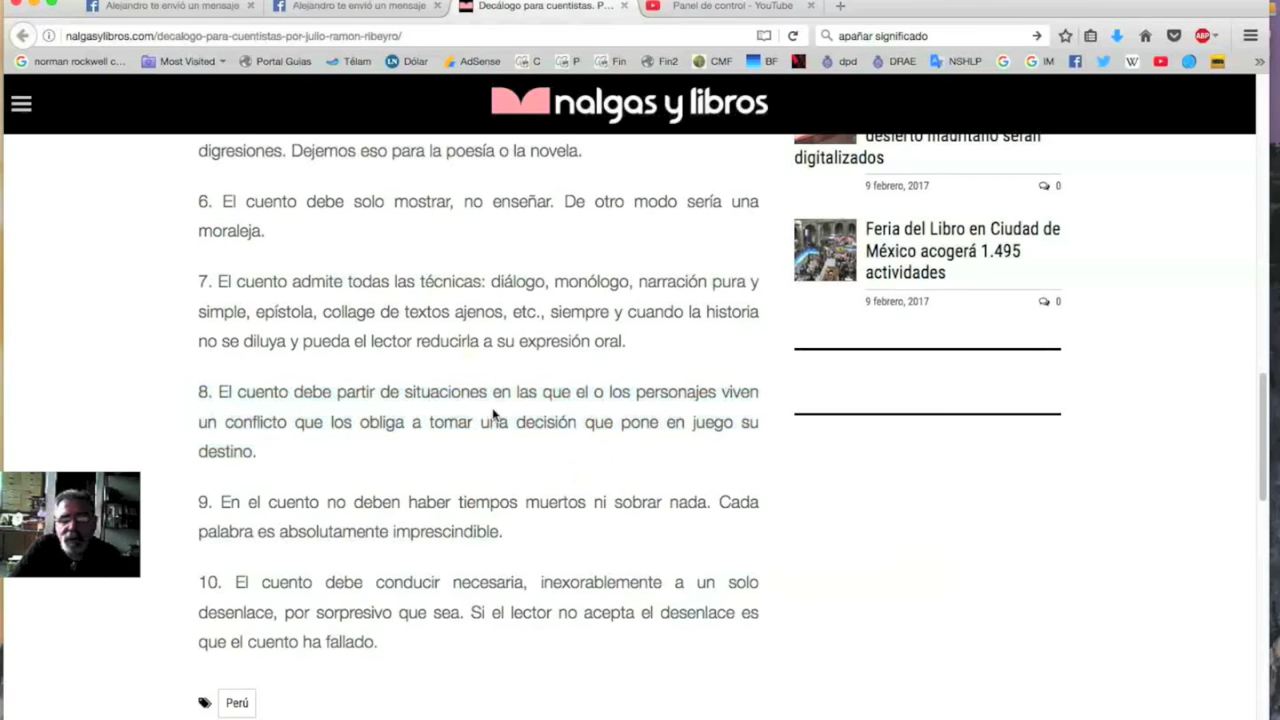 Alejandro te envió un mensaje
Alejandro te envió un mensaje
Decálogo para cuentistas. P...
Panel de control - YouTube
nalgasylibros.com/decalogo-para-cuentistas-por-julio-ramon-ribeyro/
apañar significado
ABP
norman rockwell c...
Most Visited
Portal Guias
Télam
Dólar
AdSense
C
P
Fin
Fin2
CMF
BF
dpd
DRAE
NSHLP
IM
nalgas y libros
digresiones. Dejemos eso para la poesía o la novela.
6. El cuento debe solo mostrar, no enseñar. De otro modo sería una
moraleja.
7. El cuento admite todas las técnicas: diálogo, monólogo, narración pura y
simple, epístola, collage de textos ajenos, etc., siempre y cuando la historia
no se diluya y pueda el lector reducirla a su expresión oral.
8. El cuento debe partir de situaciones en las que el o los personajes viven
un conflicto que los obliga a tomar una decisión que pone en juego su
destino.
9. En el cuento no deben haber tiempos muertos ni sobrar nada. Cada
palabra es absolutamente imprescindible.
10. El cuento debe conducir necesaria, inexorablemente a un solo
desenlace, por sorpresivo que sea. Si el lector no acepta el desenlace es
que el cuento ha fallado.
Perú
desierto mauritano serán
digitalizados
9 febrero, 2017
0
Feria del Libro en Ciudad de
México acogerá 1.495
actividades
9 febrero, 2017
0